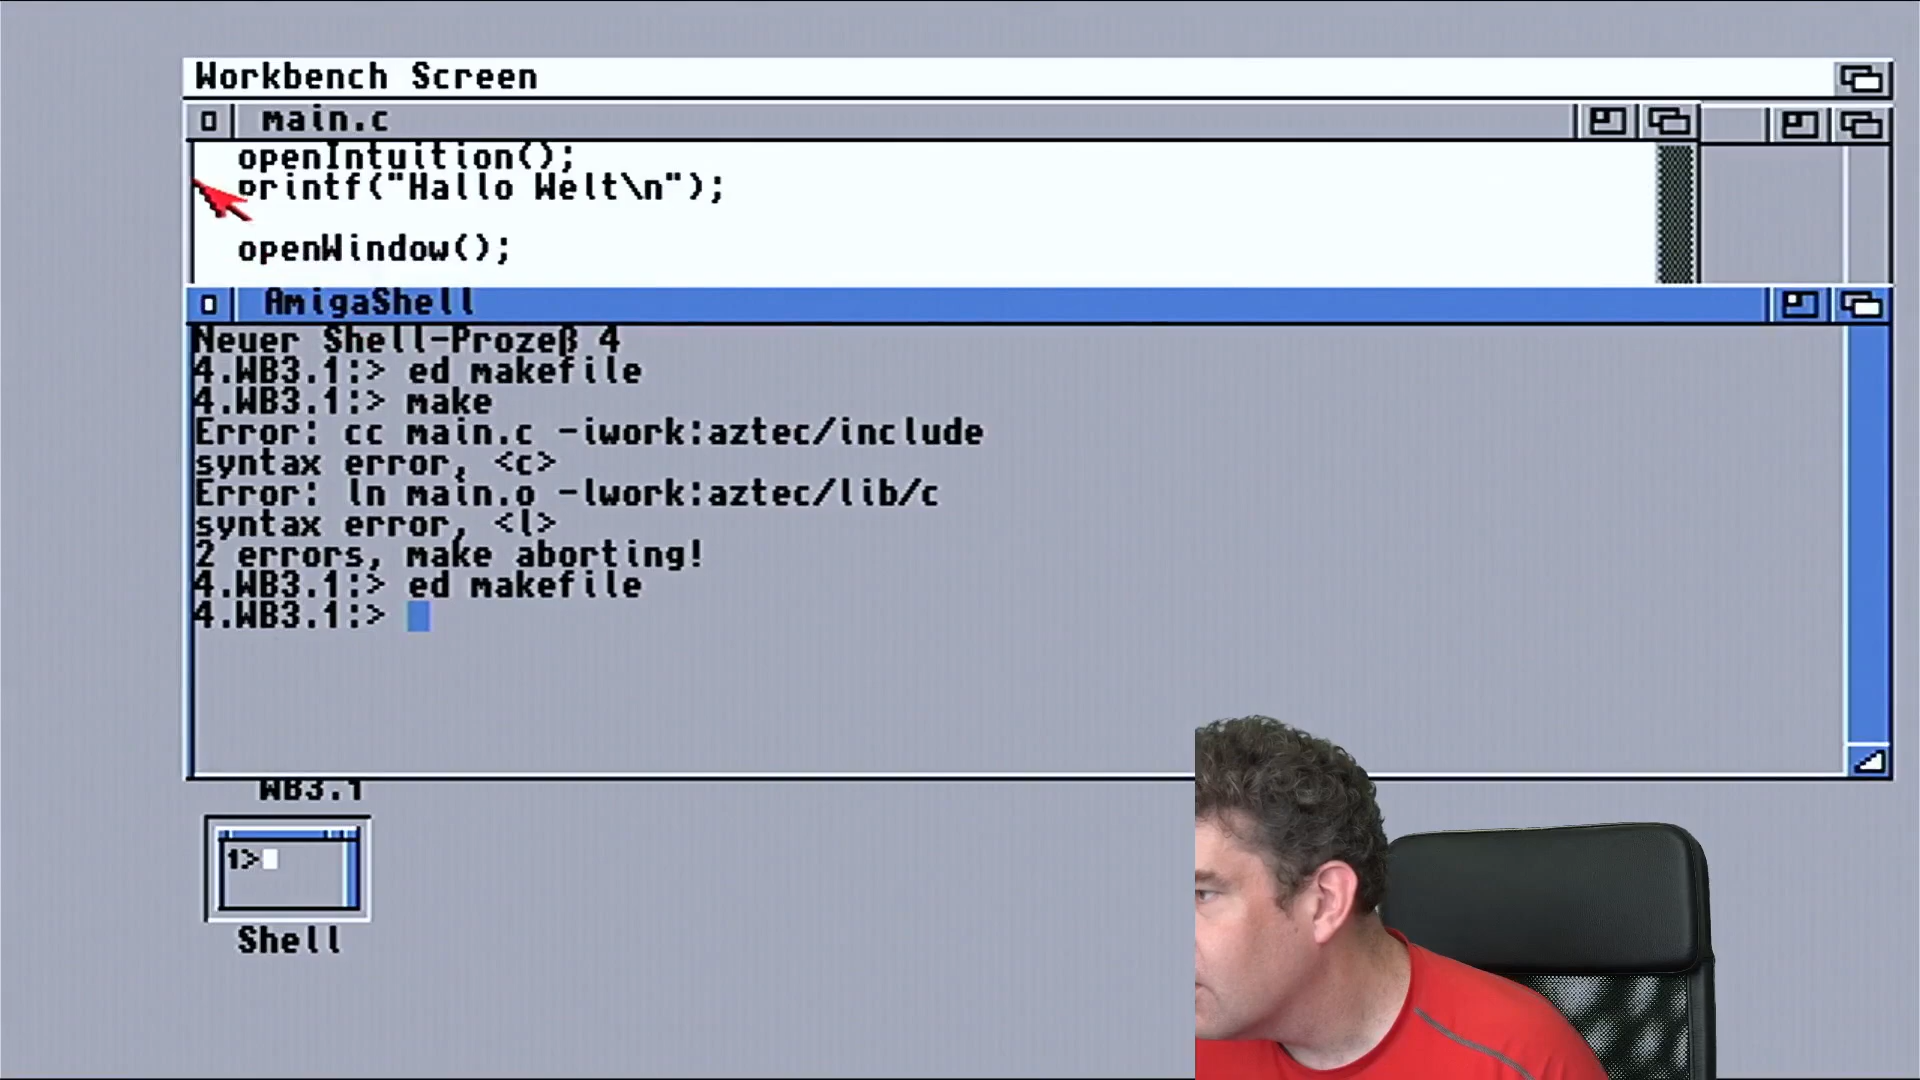 Workbench Screen
main.c
openIntuition();
printf("Hallo Welt\n");
openWindow();
AmigaShell
Neuer Shell-Prozeß 4
4.WB3.1:> ed makefile
4.WB3.1:> make
Error: cc main.c -iwork:aztec/include
syntax error, <c>
Error: ln main.o -lwork:aztec/lib/c
syntax error, <l>
2 errors, make aborting!
4.WB3.1:> ed makefile
4.WB3.1:>
WB3.1
1>
Shell